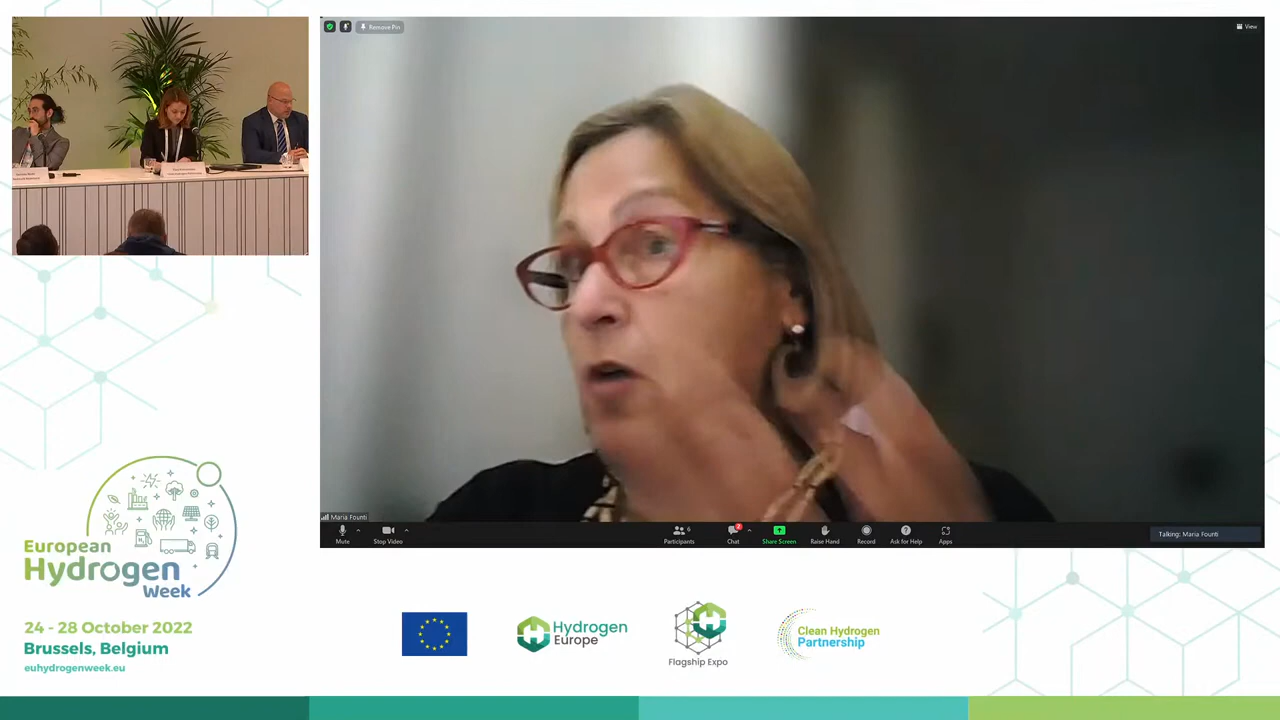 Remove Pin
View
Maria Founti
Mute
Stop Video
Participants
6
Chat
2
Share Screen
Raise Hand
Record
Ask for Help
Apps
Talking: Maria Founti
European
Hydrogen
Week
24 - 28 October 2022
Brussels, Belgium
euhydrogenweek.eu
Hydrogen
Europe
Flagship Expo
Clean Hydrogen
Partnership